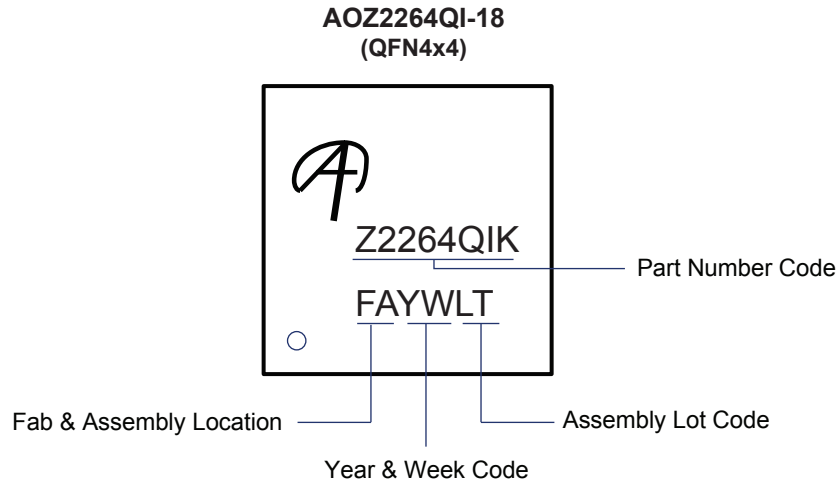 AOZ2264QI-18
(QFN4x4)
Z2264QIK
Part Number Code
FAYWLT
Fab & Assembly Location
Assembly Lot Code
Year & Week Code